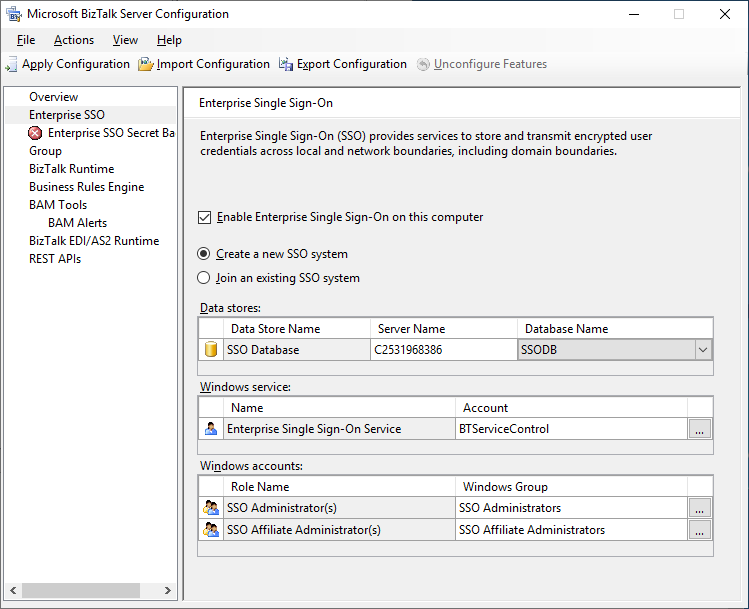 Microsoft BizTalk Server Configuration
File Actions View Help
Apply Configuration Import Configuration Export Configuration Unconfigure Features
Overview
Enterprise SSO
Enterprise SSO Secret Ba
Group
BizTalk Runtime
Business Rules Engine
BAM Tools
BAM Alerts
BizTalk EDI/AS2 Runtime
REST APIs
Enterprise Single Sign-On
Enterprise Single Sign-On (SSO) provides services to store and transmit encrypted user
credentials across local and network boundaries, including domain boundaries.
Enable Enterprise Single Sign-On on this computer
Create a new SSO system
Join an existing SSO system
Data stores:
Data Store Name Server Name Database Name
SSO Database C2531968386 SSODB
Windows service:
Name Account
Enterprise Single Sign-On Service BTServiceControl ...
Windows accounts:
Role Name Windows Group
SSO Administrator(s) SSO Administrators ...
SSO Affiliate Administrator(s) SSO Affiliate Administrators ...